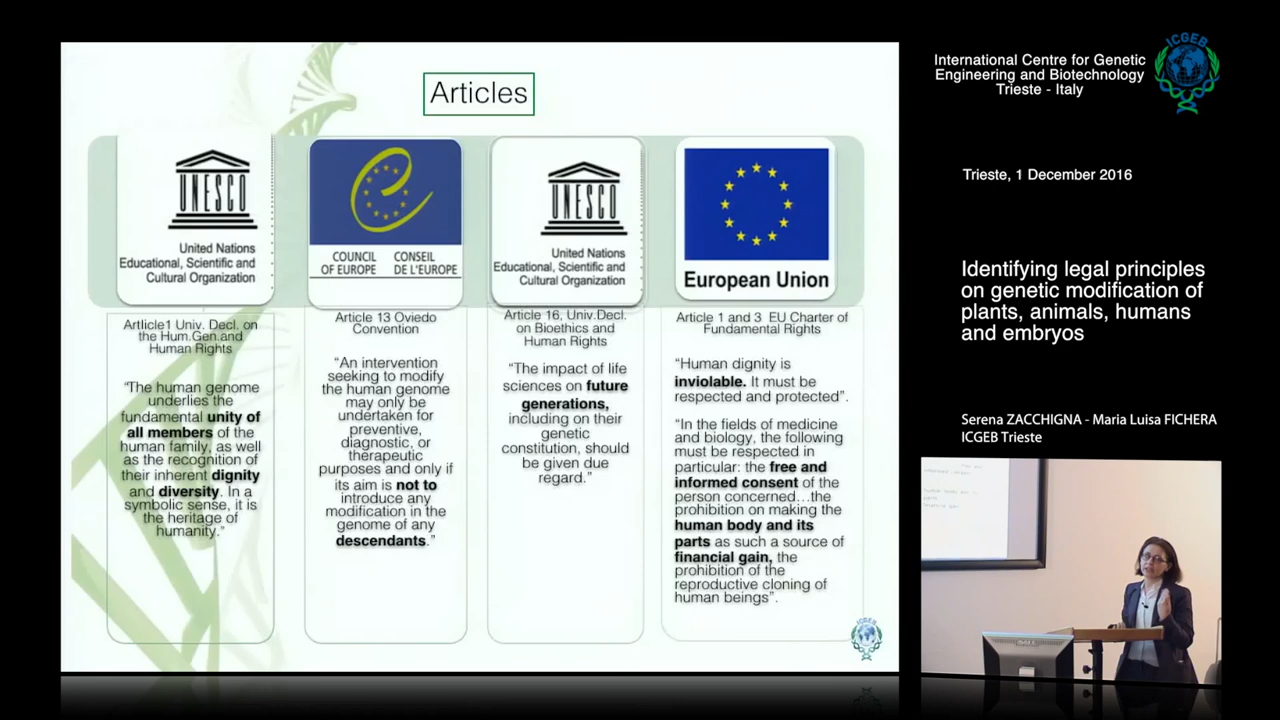 Articles
UNESCO
United Nations
Educational, Scientific and
Cultural Organization
Artlicle1 Univ. Decl. on
the Hum.Gen.and
Human Rights
“The human genome
underlies the
fundamental unity of
all members of the
human family, as well
as the recognition of
their inherent dignity
and diversity. In a
symbolic sense, it is
the heritage of
humanity.”
COUNCIL CONSEIL
OF EUROPE DE L'EUROPE
Article 13 Oviedo
Convention
“An intervention
seeking to modify
the human genome
may only be
undertaken for
preventive,
diagnostic, or
therapeutic
purposes and only if
its aim is not to
introduce any
modification in the
genome of any
descendants.”
UNESCO
United Nations
Educational, Scientific and
Cultural Organization
Article 16, Univ.Decl.
on Bioethics and
Human Rights
“The impact of life
sciences on future
generations,
including on their
genetic
constitution, should
be given due
regard.”
European Union
Article 1 and 3 EU Charter of
Fundamental Rights
“Human dignity is
inviolable. It must be
respected and protected”.
“In the fields of medicine
and biology, the following
must be respected in
particular: the free and
informed consent of the
person concerned…the
prohibition on making the
human body and its
parts as such a source of
financial gain, the
prohibition of the
reproductive cloning of
human beings”.
ICGEB
International Centre for Genetic
Engineering and Biotechnology
Trieste - Italy
ICGEB
Trieste, 1 December 2016
Identifying legal principles
on genetic modification of
plants, animals, humans
and embryos
Serena ZACCHIGNA - Maria Luisa FICHERA
ICGEB Trieste